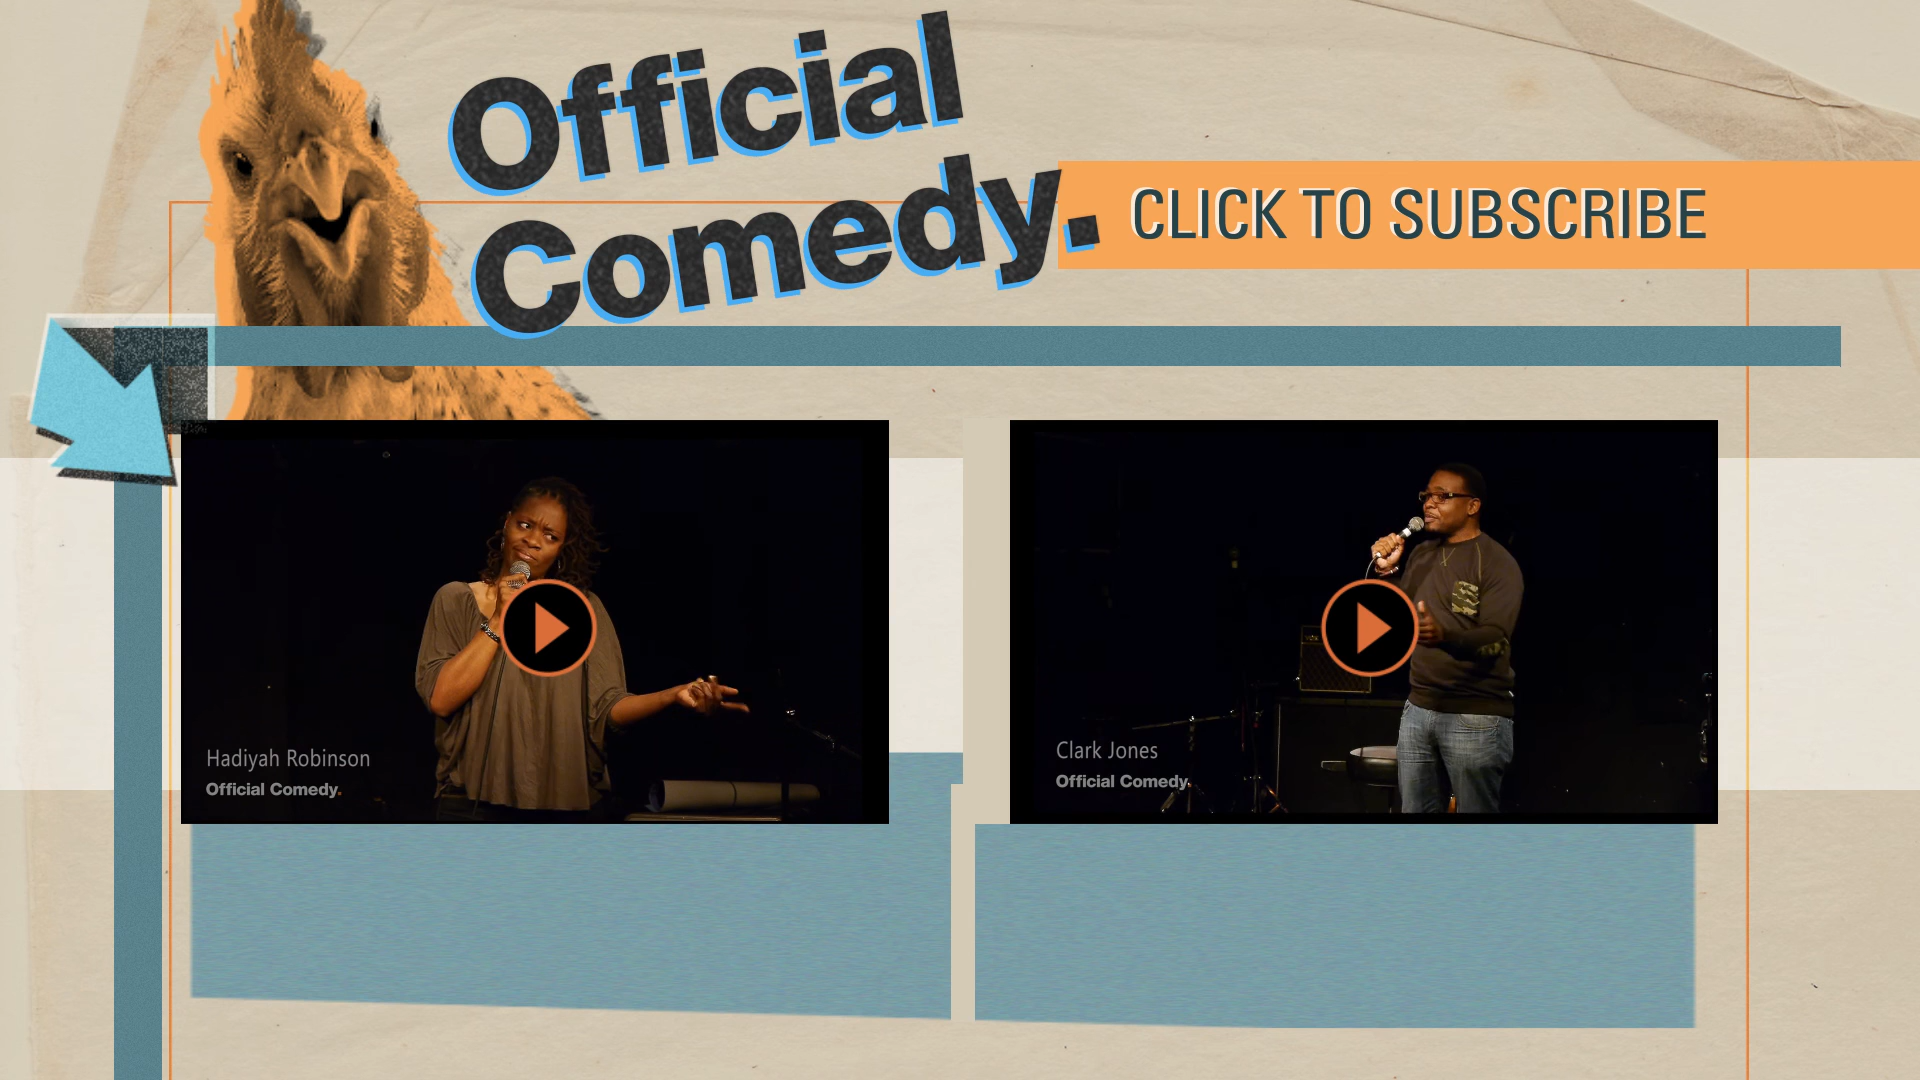 Official
Comedy.
CLICK TO SUBSCRIBE
Hadiyah Robinson
Official Comedy.
Clark Jones
Official Comedy.